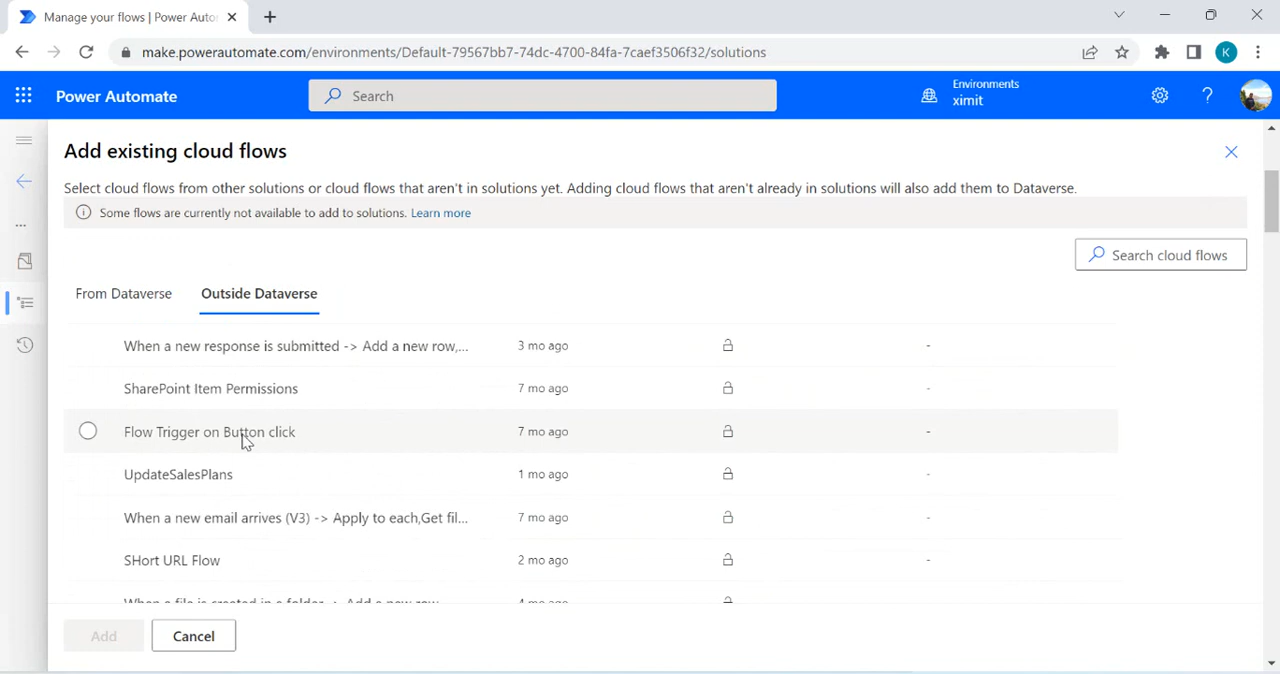 Manage your flows | Power Autor
make.powerautomate.com/environments/Default-79567bb7-74dc-4700-84fa-7caef3506f32/solutions
K
Power Automate
Search
Environments
ximit
Add existing cloud flows
Select cloud flows from other solutions or cloud flows that aren't in solutions yet. Adding cloud flows that aren't already in solutions will also add them to Dataverse.
Some flows are currently not available to add to solutions. Learn more
Search cloud flows
From Dataverse Outside Dataverse
When a new response is submitted -> Add a new row,... 3 mo ago -
SharePoint Item Permissions 7 mo ago -
Flow Trigger on Button click 7 mo ago -
UpdateSalesPlans 1 mo ago -
When a new email arrives (V3) -> Apply to each,Get fil... 7 mo ago -
SHort URL Flow 2 mo ago -
When a file is created in a folder -> Add a new row 4 mo ago
Add Cancel